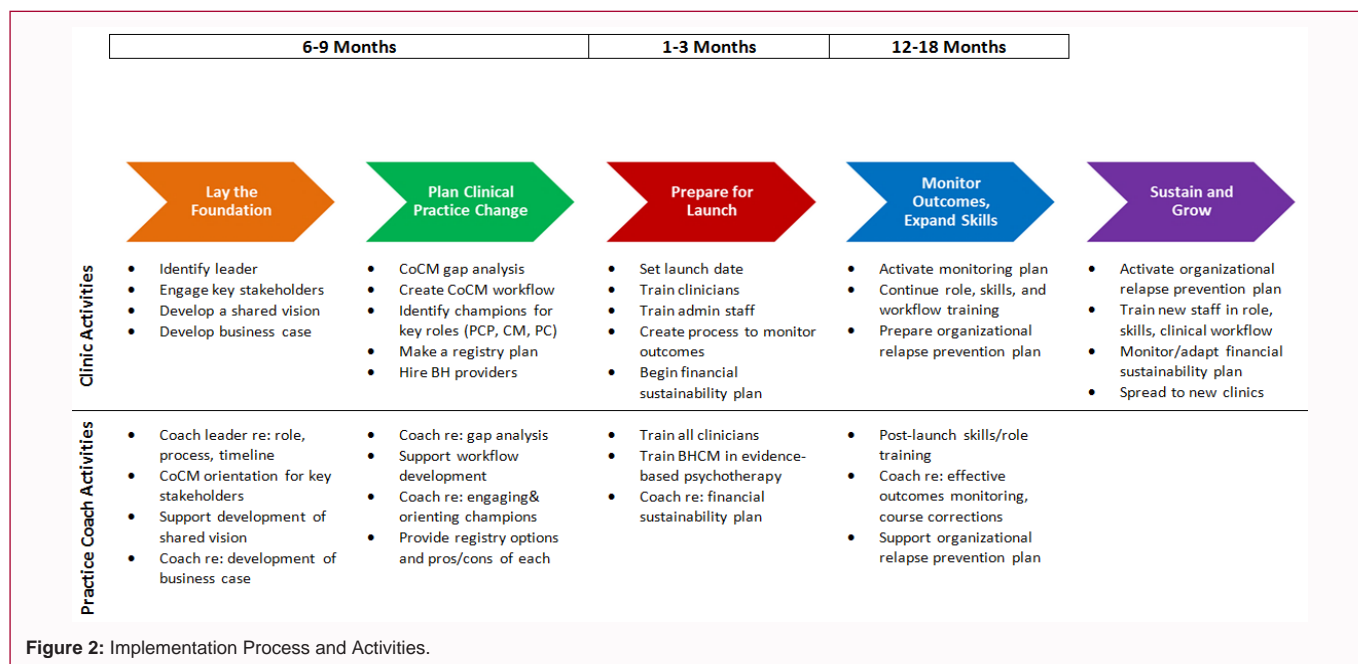 6-9 Months
1-3 Months
12-18 Months
Lay the
Foundation
Plan Clinical
Practice Change
Prepare for
Launch
Monitor
Outcomes,
Expand Skills
Sustain and
Grow
Clinic Activities
• Identify leader
• Engage key stakeholders
• Develop a shared vision
• Develop business case
• CoCM gap analysis
• Create CoCM workflow
• Identify champions for
key roles (PCP, CM, PC)
• Make a registry plan
• Hire BH providers
• Set launch date
• Train clinicians
• Train admin staff
• Create process to monitor
outcomes
• Begin financial
sustainability plan
• Activate monitoring plan
• Continue role, skills, and
workflow training
• Prepare organizational
relapse prevention plan
• Activate organizational
relapse prevention plan
• Train new staff in role,
skills, clinical workflow
• Monitor/adapt financial
sustainability plan
• Spread to new clinics
Practice Coach Activities
• Coach leader re: role,
process, timeline
• CoCM orientation for key
stakeholders
• Support development of
shared vision
• Coach re: development of
business case
• Coach re: gap analysis
• Support workflow
development
• Coach re: engaging&
orienting champions
• Provide registry options
and pros/cons of each
• Train all clinicians
• Train BHCM in evidence-
based psychotherapy
• Coach re: financial
sustainability plan
• Post-launch skills/role
training
• Coach re: effective
outcomes monitoring,
course corrections
• Support organizational
relapse prevention plan
Figure 2: Implementation Process and Activities.